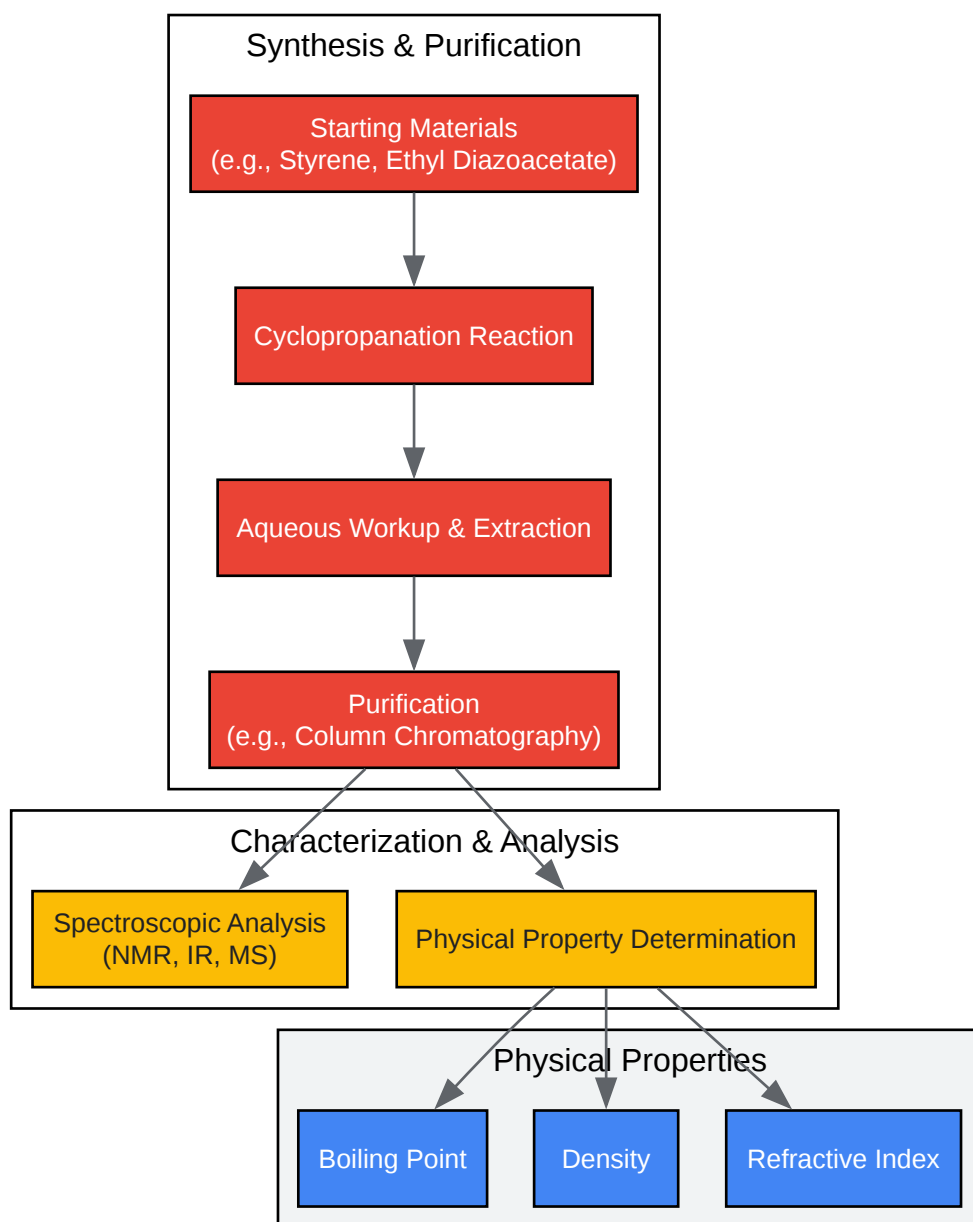 Synthesis & Purification
Starting Materials
(e.g., Styrene, Ethyl Diazoacetate)
Cyclopropanation Reaction
Aqueous Workup & Extraction
Purification
(e.g., Column Chromatography)
Characterization & Analysis
Spectroscopic Analysis
(NMR, IR, MS)
Physical Property Determination
Physical Properties
Boiling Point
Density
Refractive Index